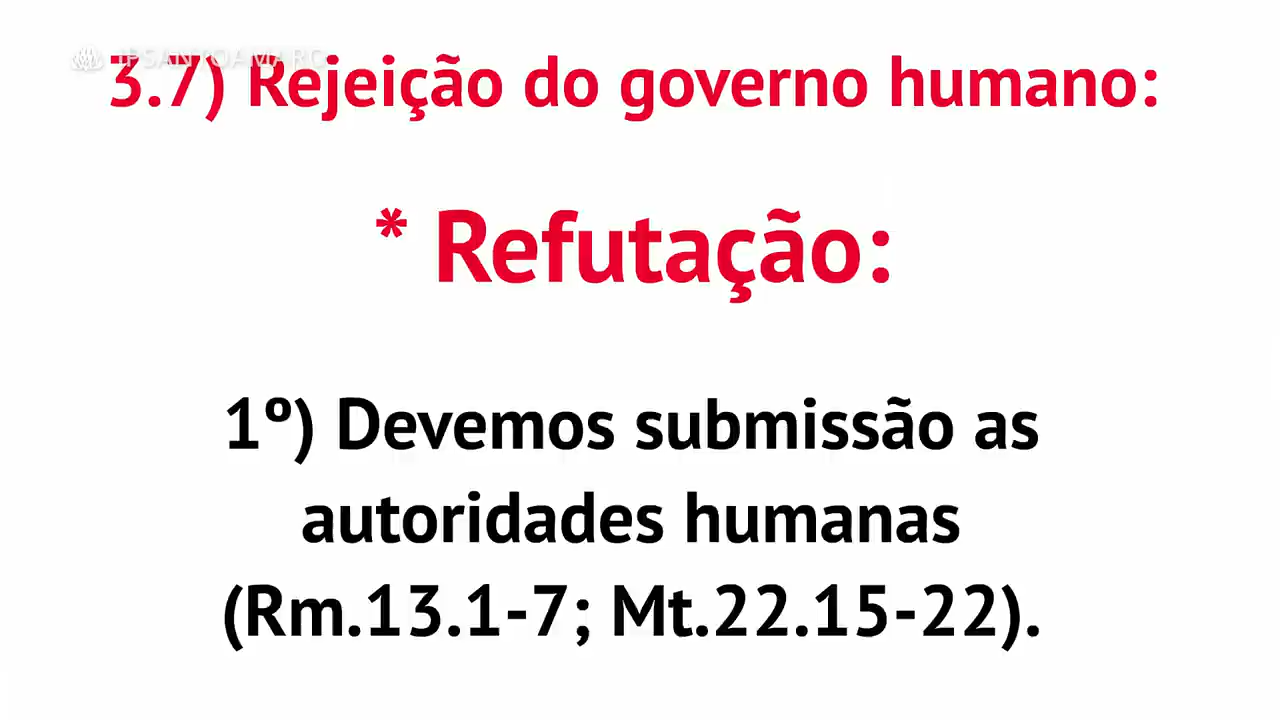 IPSANTOAMARO
3.7) Rejeição do governo humano:
* Refutação:
1º) Devemos submissão as
autoridades humanas
(Rm.13.1-7; Mt.22.15-22).